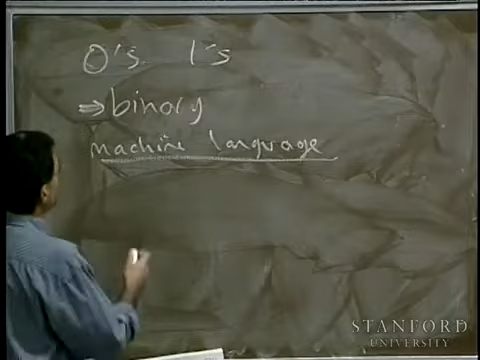 0's. 1's
⇒ binary
machine language
STANFORD
UNIVERSITY